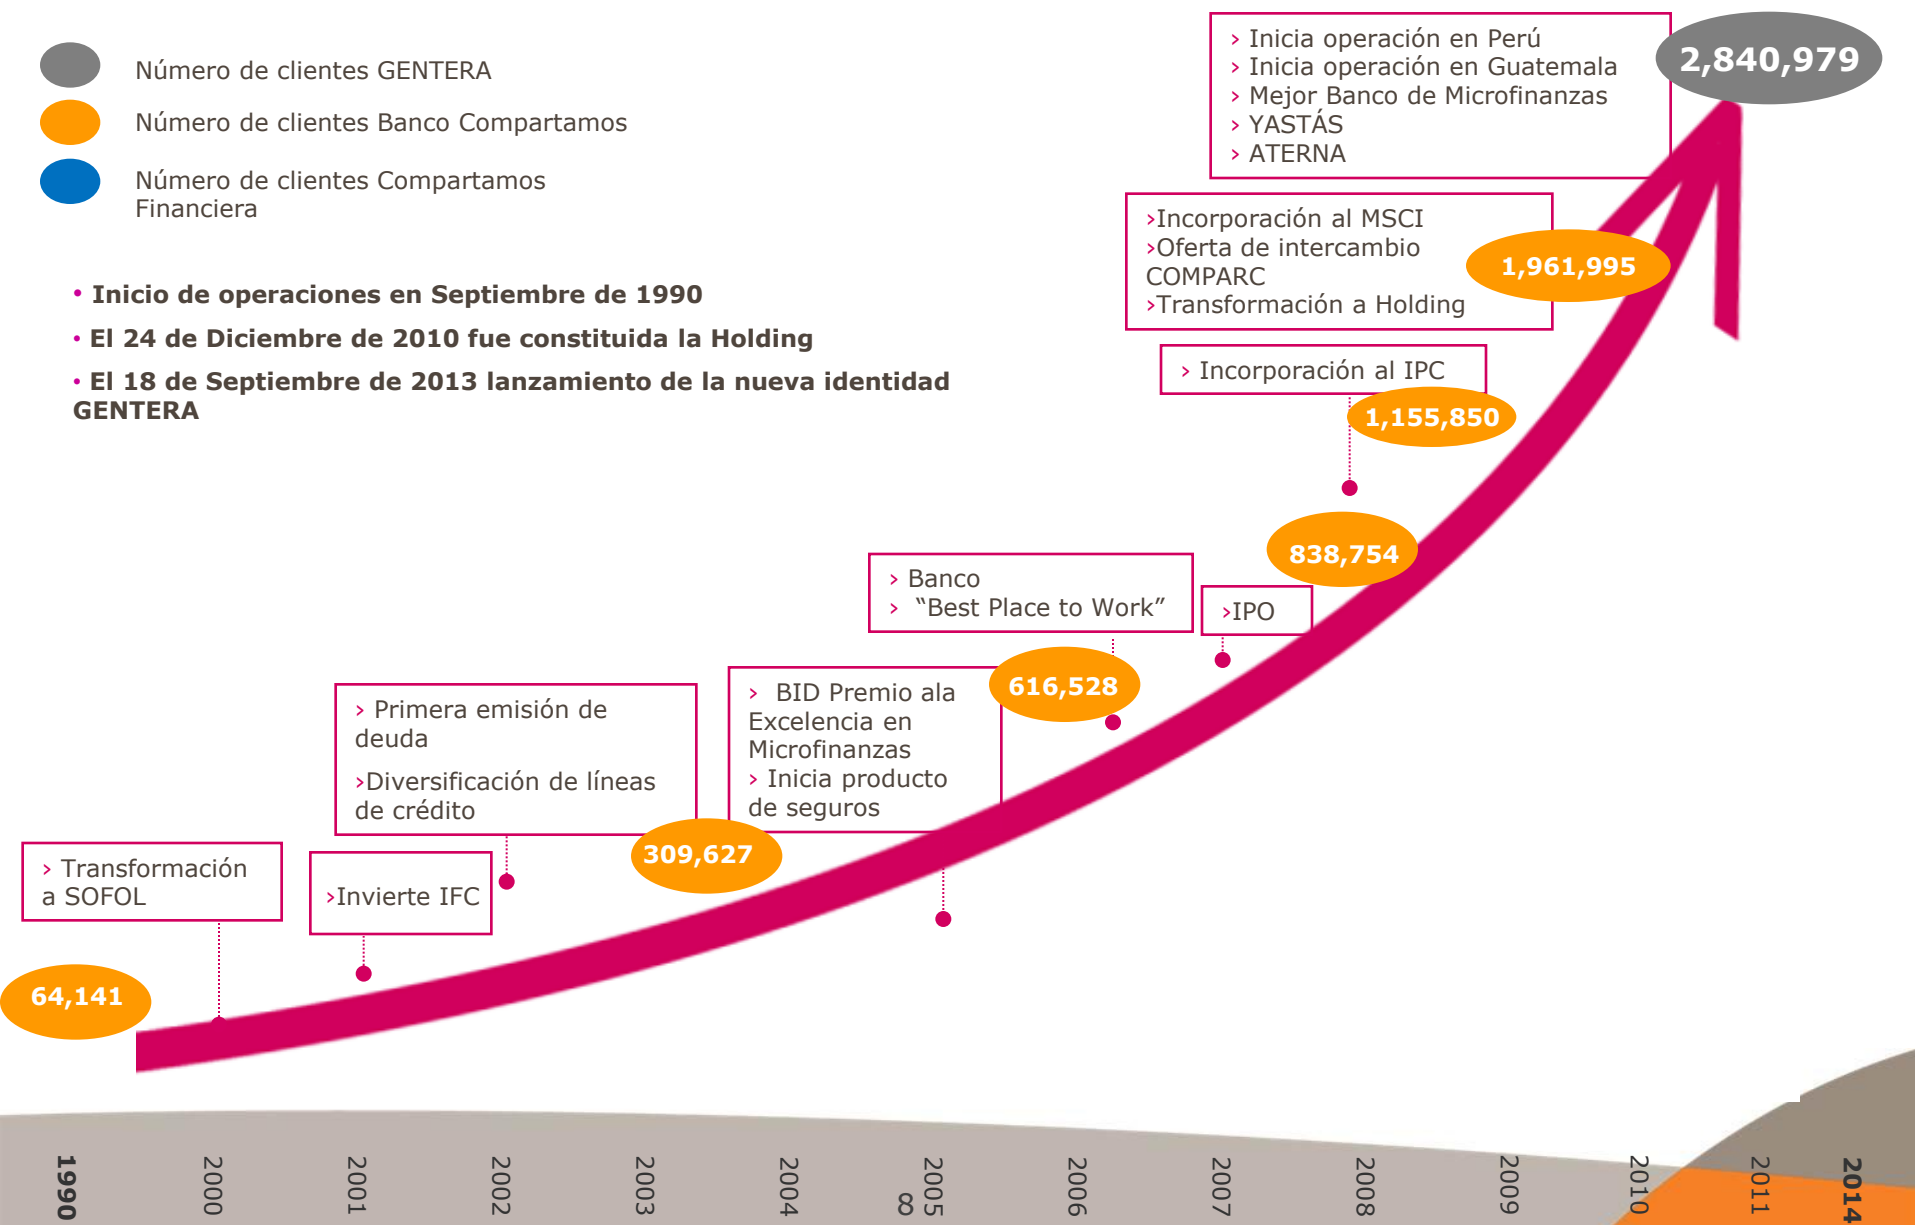 Número de clientes GENTERA
Número de clientes Banco Compartamos
Número de clientes Compartamos
Financiera
• Inicio de operaciones en Septiembre de 1990
• El 24 de Diciembre de 2010 fue constituida la Holding
• El 18 de Septiembre de 2013 lanzamiento de la nueva identidad
GENTERA
› Inicia operación en Perú
› Inicia operación en Guatemala
› Mejor Banco de Microfinanzas
› YASTÁS
› ATERNA
2,840,979
›Incorporación al MSCI
›Oferta de intercambio
COMPARC
›Transformación a Holding
1,961,995
› Incorporación al IPC
1,155,850
838,754
› Banco
› “Best Place to Work”
›IPO
616,528
› BID Premio ala
Excelencia en
Microfinanzas
› Inicia producto
de seguros
› Primera emisión de
deuda
›Diversificación de líneas
de crédito
309,627
› Transformación
a SOFOL
›Invierte IFC
64,141
1990
2000
2001
2002
2003
2004
2005
2006
2007
2008
2009
2010
2011
2014
8